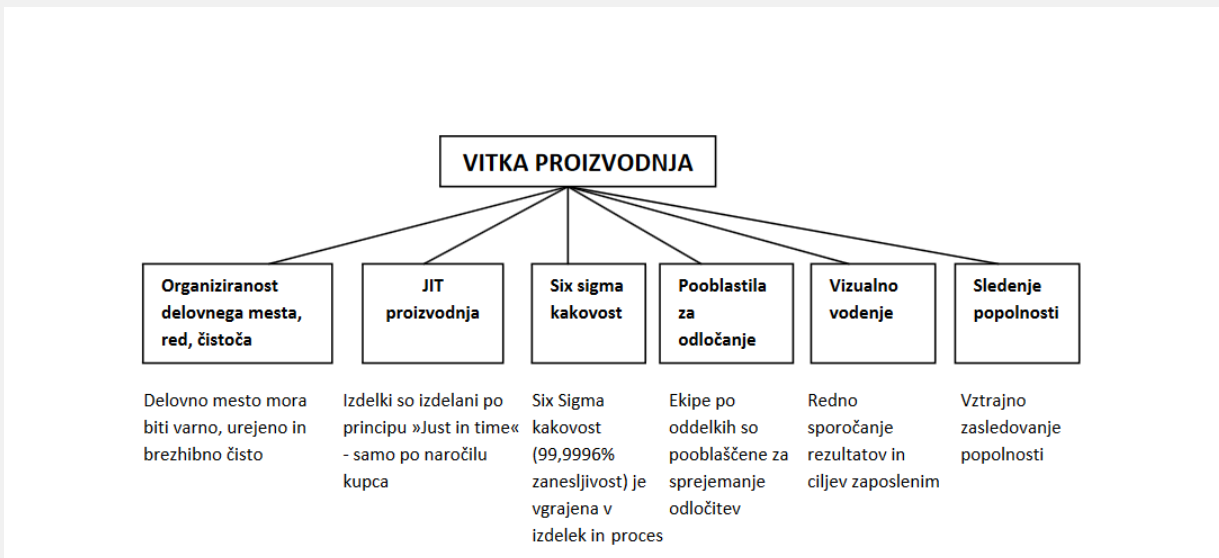 VITKA PROIZVODNJA
Organiziranost
delovnega mesta,
red, čistoča
JIT
proizvodnja
Six sigma
kakovost
Pooblastila
za
odločanje
Vizualno
vodenje
Sledenje
popolnosti
Delovno mesto mora
biti varno, urejeno in
brezhibno čisto
Izdelki so izdelani po
principu »Just in time«
- samo po naročilu
kupca
Six Sigma
kakovost
(99,9996%
zanesljivost) je
vgrajena v
izdelek in proces
Ekipe po
oddelkih so
pooblaščene za
sprejemanje
odločitev
Redno
sporočanje
rezultatov in
ciljev zaposlenim
Vztrajno
zasledovanje
popolnosti